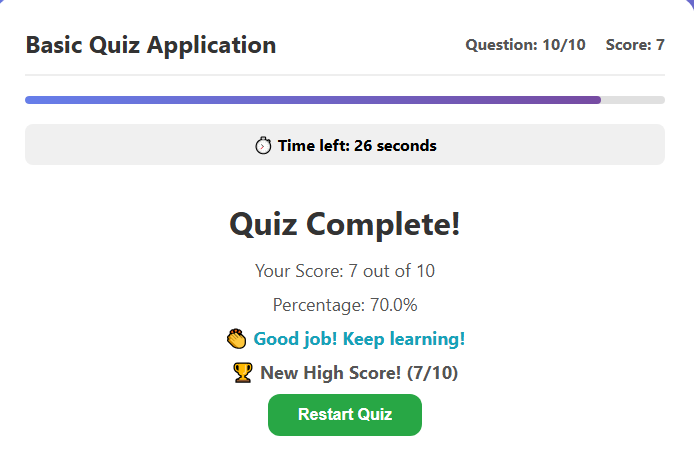 Basic Quiz Application
Question: 10/10 Score: 7
⏱ Time left: 26 seconds
Quiz Complete!
Your Score: 7 out of 10
Percentage: 70.0%
👏 Good job! Keep learning!
🏆 New High Score! (7/10)
Restart Quiz